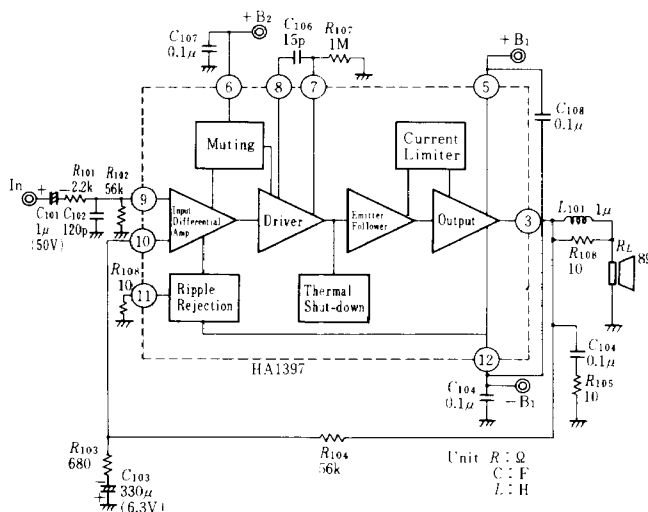 +B2
C107
0.1μ
C106
15p
R107
1M
+B1
6
8
7
5
C108
0.1μ
Muting
Current
Limiter
In
+
−
R101
2.2k
R102
56k
C101
1μ
(50V)
C102
120p
9
10
Input
Differential
Amp
Driver
Emitter
Follower
Output
3
L101 1μ
R108
10
RL
8Ω
R108
10
11
Ripple
Rejection
Thermal
Shut-down
12
HA1397
C104
0.1μ
−B1
C104
0.1μ
R105
10
R103
680
R104
56k
−
+
C103
330μ
(6.3V)
Unit R : Ω
C : F
L : H